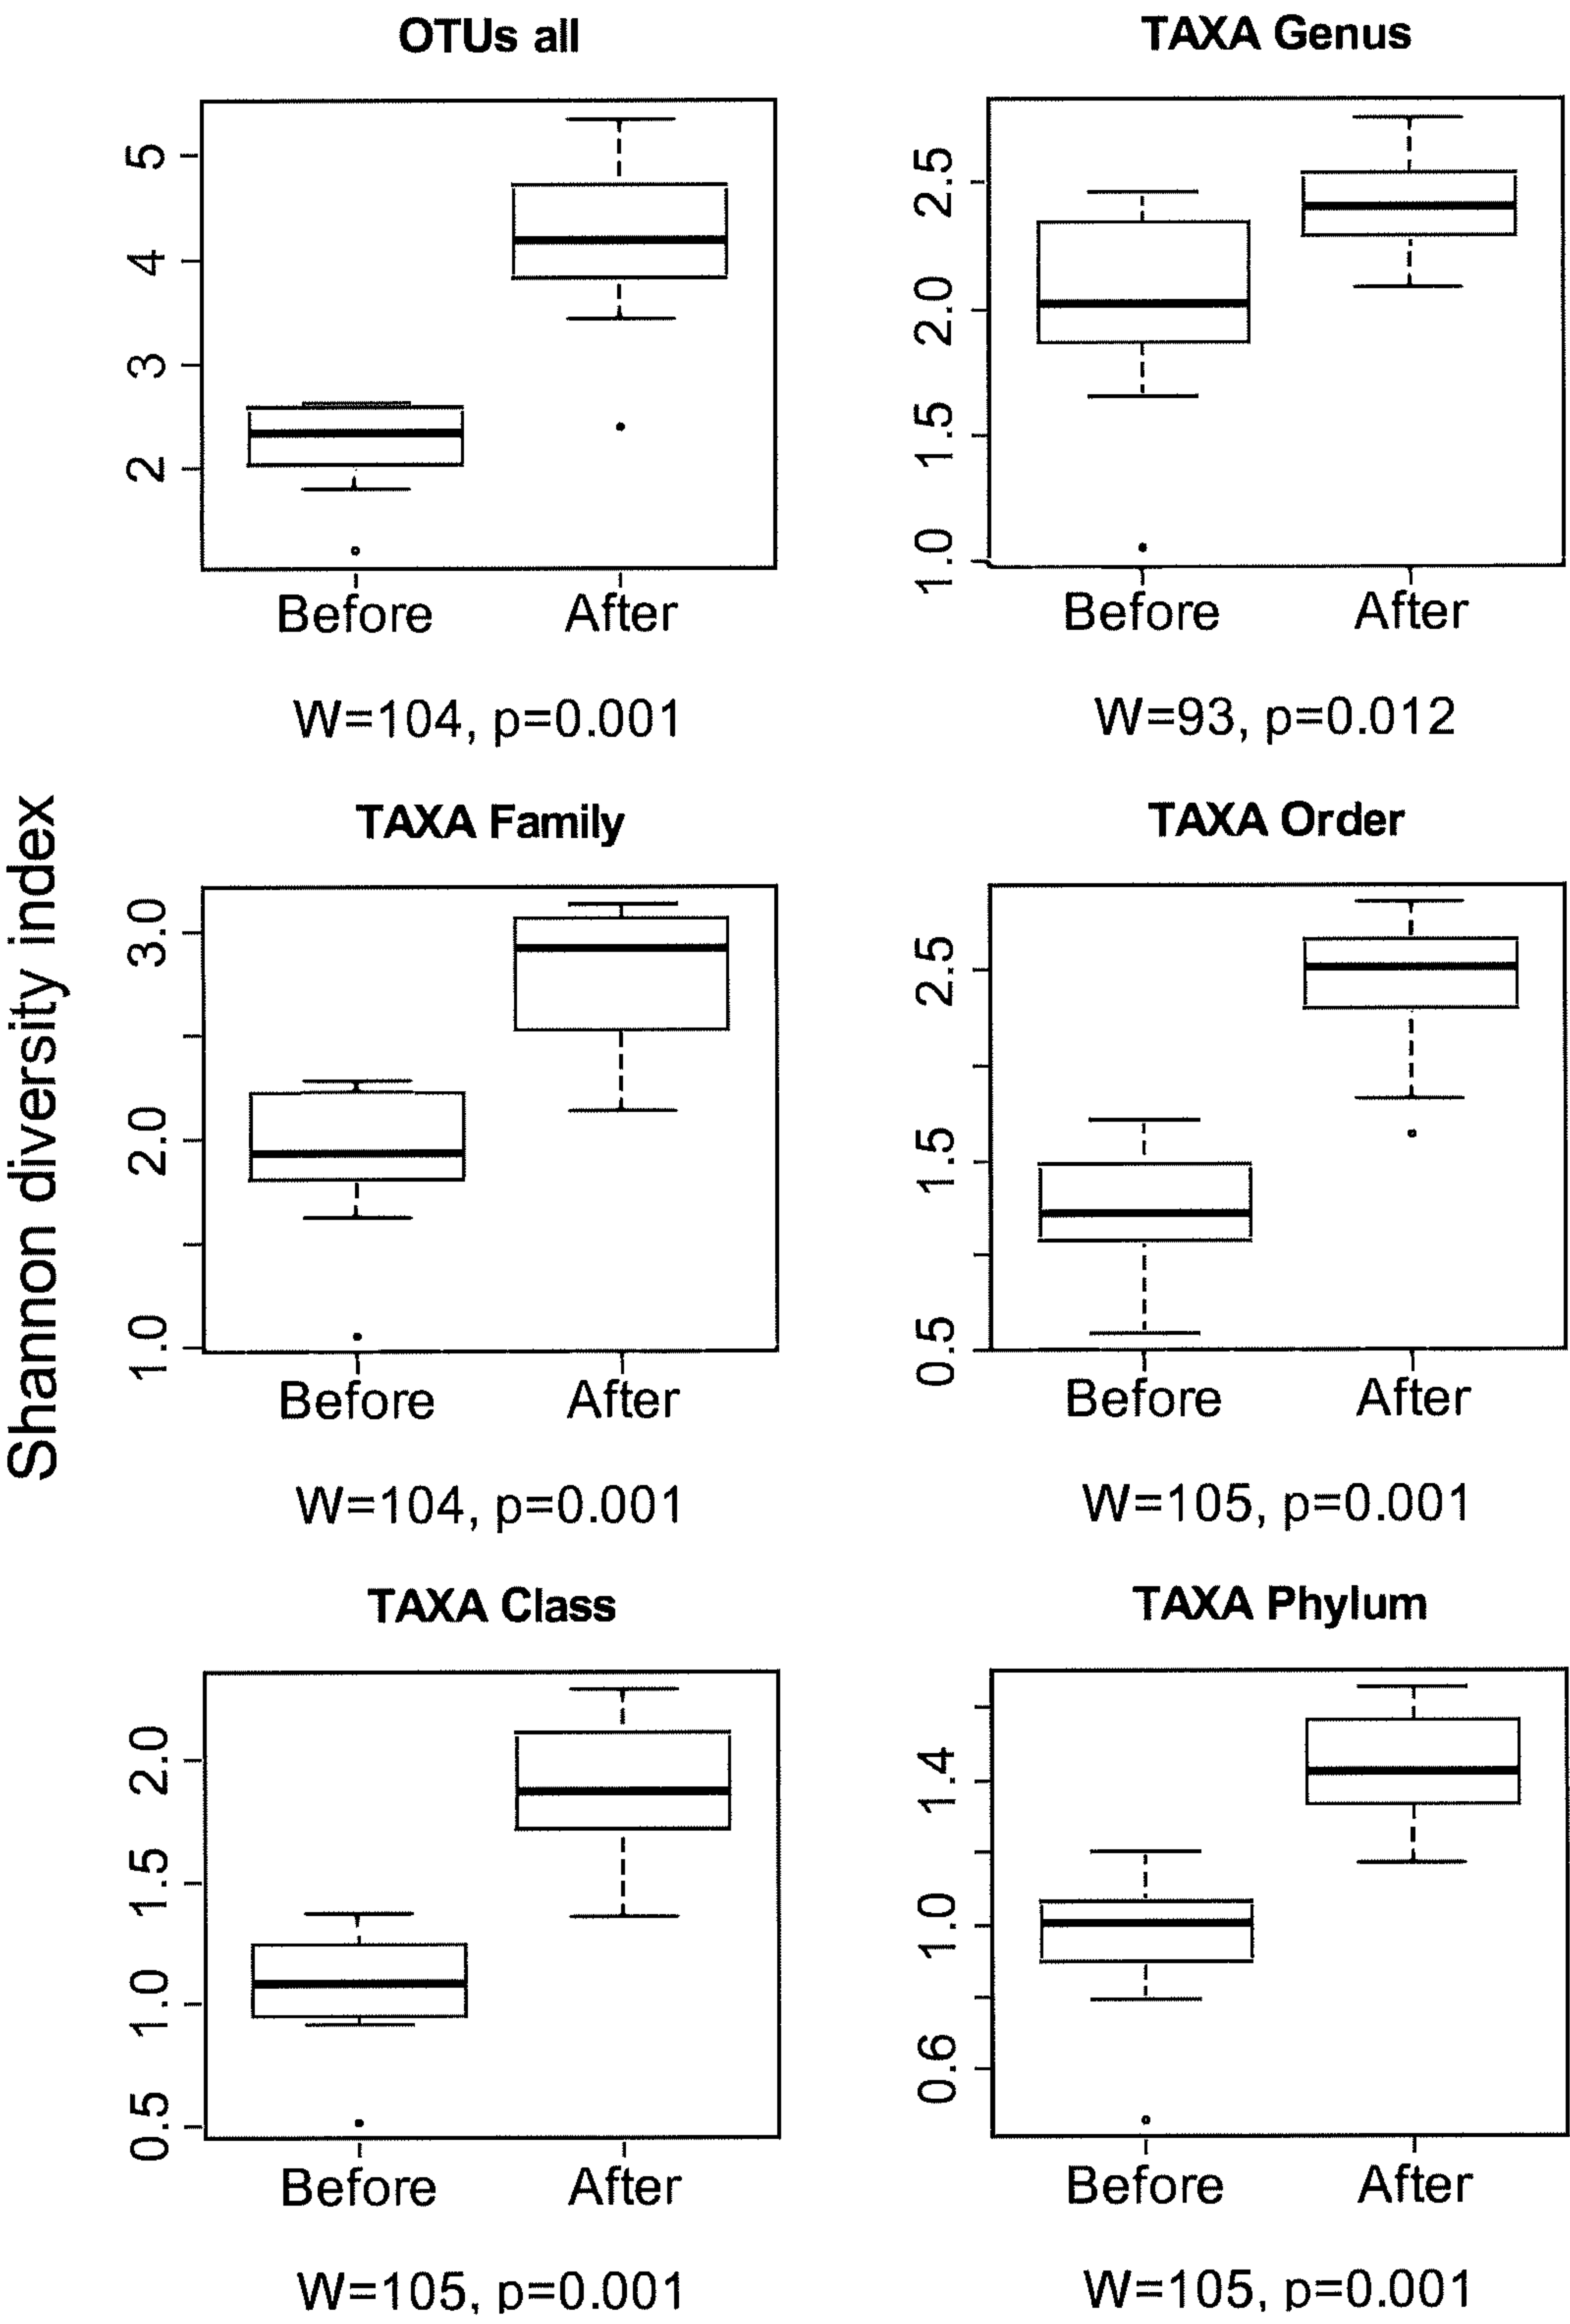 OTUs all
5
4
3
2
Before After
W=104, p=0.001
TAXA Genus
2.5
2.0
1.5
1.0
Before After
W=93, p=0.012
Shannon diversity index
TAXA Family
3.0
2.0
1.0
Before After
W=104, p=0.001
TAXA Order
2.5
1.5
0.5
Before After
W=105, p=0.001
TAXA Class
2.0
1.5
1.0
0.5
Before After
W=105, p=0.001
TAXA Phylum
1.4
1.0
0.6
Before After
W=105, p=0.001